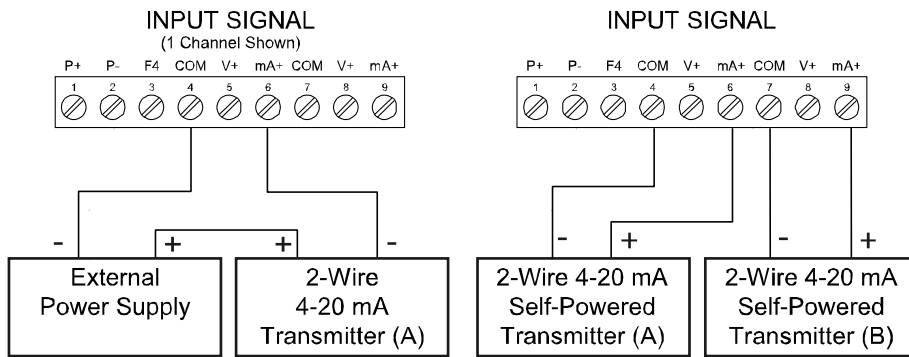 INPUT SIGNAL
(1 Channel Shown)
P+ P- F4 COM V+ mA+ COM V+ mA+
1 2 3 4 5 6 7 8 9
- + + -
External
Power Supply
2-Wire
4-20 mA
Transmitter (A)
INPUT SIGNAL
P+ P- F4 COM V+ mA+ COM V+ mA+
1 2 3 4 5 6 7 8 9
- + - +
2-Wire 4-20 mA
Self-Powered
Transmitter (A)
2-Wire 4-20 mA
Self-Powered
Transmitter (B)